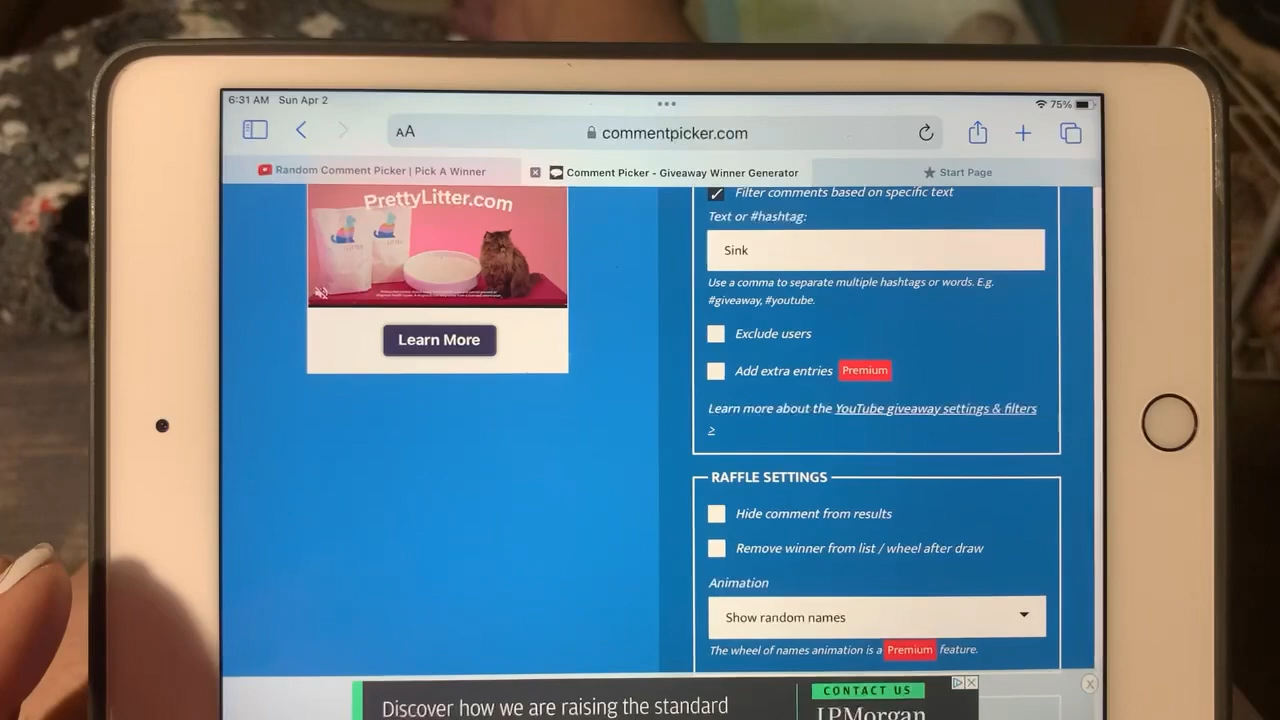 6:31 AM Sun Apr 2
75%
AA
commentpicker.com
Random Comment Picker | Pick A Winner
Comment Picker - Giveaway Winner Generator
Start Page
PrettyLitter.com
Learn More
Filter comments based on specific text
Text or #hashtag:
Sink
Use a comma to separate multiple hashtags or words. E.g.
#giveaway, #youtube.
Exclude users
Add extra entries Premium
Learn more about the YouTube giveaway settings & filters
>
RAFFLE SETTINGS
Hide comment from results
Remove winner from list / wheel after draw
Animation
Show random names
The wheel of names animation is a Premium feature.
Discover how we are raising the standard
CONTACT US
J.P.Morgan